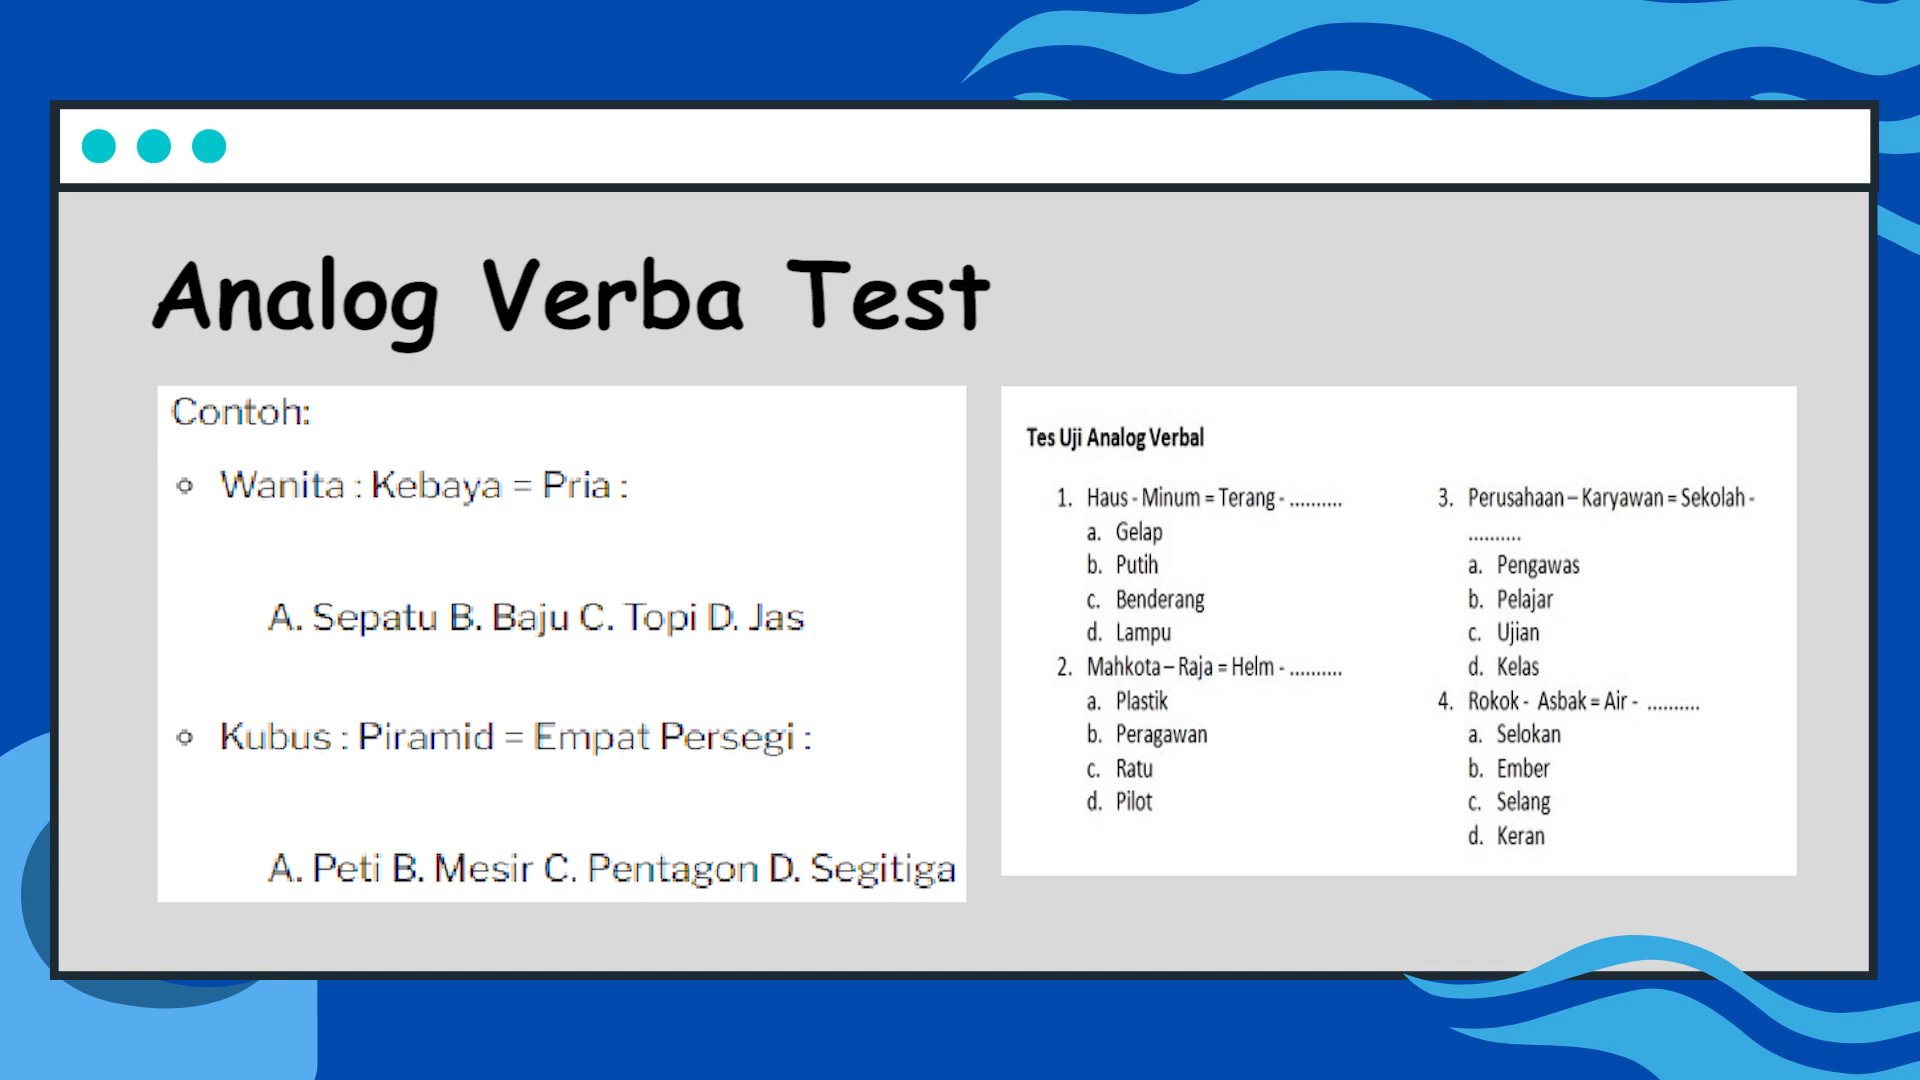 Analog Verba Test
Contoh:
Wanita : Kebaya = Pria :
A. Sepatu B. Baju C. Topi D. Jas
Kubus : Piramid = Empat Persegi :
A. Peti B. Mesir C. Pentagon D. Segitiga
Tes Uji Analog Verbal
1. Haus - Minum = Terang - ..........
a. Gelap
b. Putih
c. Benderang
d. Lampu
2. Mahkota – Raja = Helm - ..........
a. Plastik
b. Peragawan
c. Ratu
d. Pilot
3. Perusahaan – Karyawan = Sekolah -
..........
a. Pengawas
b. Pelajar
c. Ujian
d. Kelas
4. Rokok - Asbak = Air - ..........
a. Selokan
b. Ember
c. Selang
d. Keran